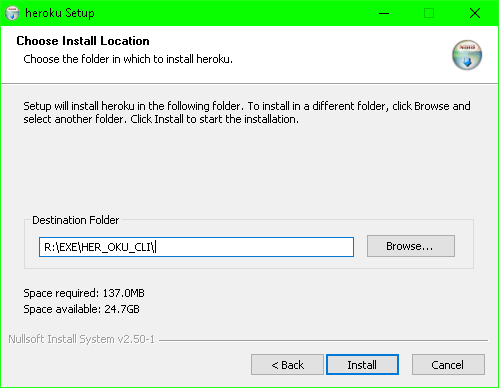 heroku Setup
Choose Install Location
Choose the folder in which to install heroku.
Setup will install heroku in the following folder. To install in a different folder, click Browse and
select another folder. Click Install to start the installation.
Destination Folder
R:\EXE\HER_OKU_CLI\
Browse...
Space required: 137.0MB
Space available: 24.7GB
Nullsoft Install System v2.50-1
< Back
Install
Cancel